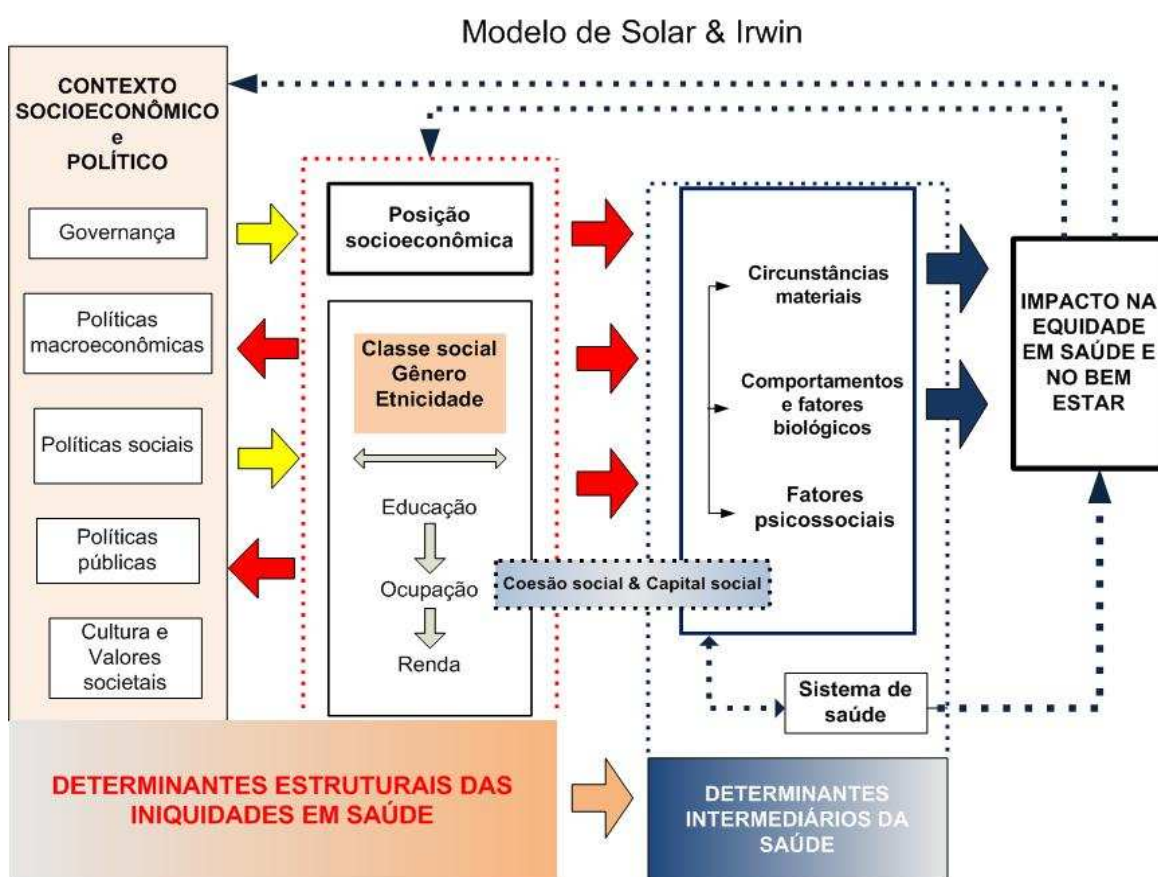 Modelo de Solar & Irwin
CONTEXTO
SOCIOECONÔMICO
e
POLÍTICO
Governança
Políticas
macroeconômicas
Políticas sociais
Políticas
públicas
Cultura e
Valores
societais
Posição
socioeconômica
Classe social
Gênero
Etnicidade
Educação
Ocupação
Renda
Coesão social & Capital social
Circunstâncias
materiais
Comportamentos
e fatores
biológicos
Fatores
psicossociais
Sistema de
saúde
IMPACTO NA
EQUIDADE
EM SAÚDE E
NO BEM
ESTAR
DETERMINANTES ESTRUTURAIS DAS
INIQUIDADES EM SAÚDE
DETERMINANTES
INTERMEDIÁRIOS DA
SAÚDE